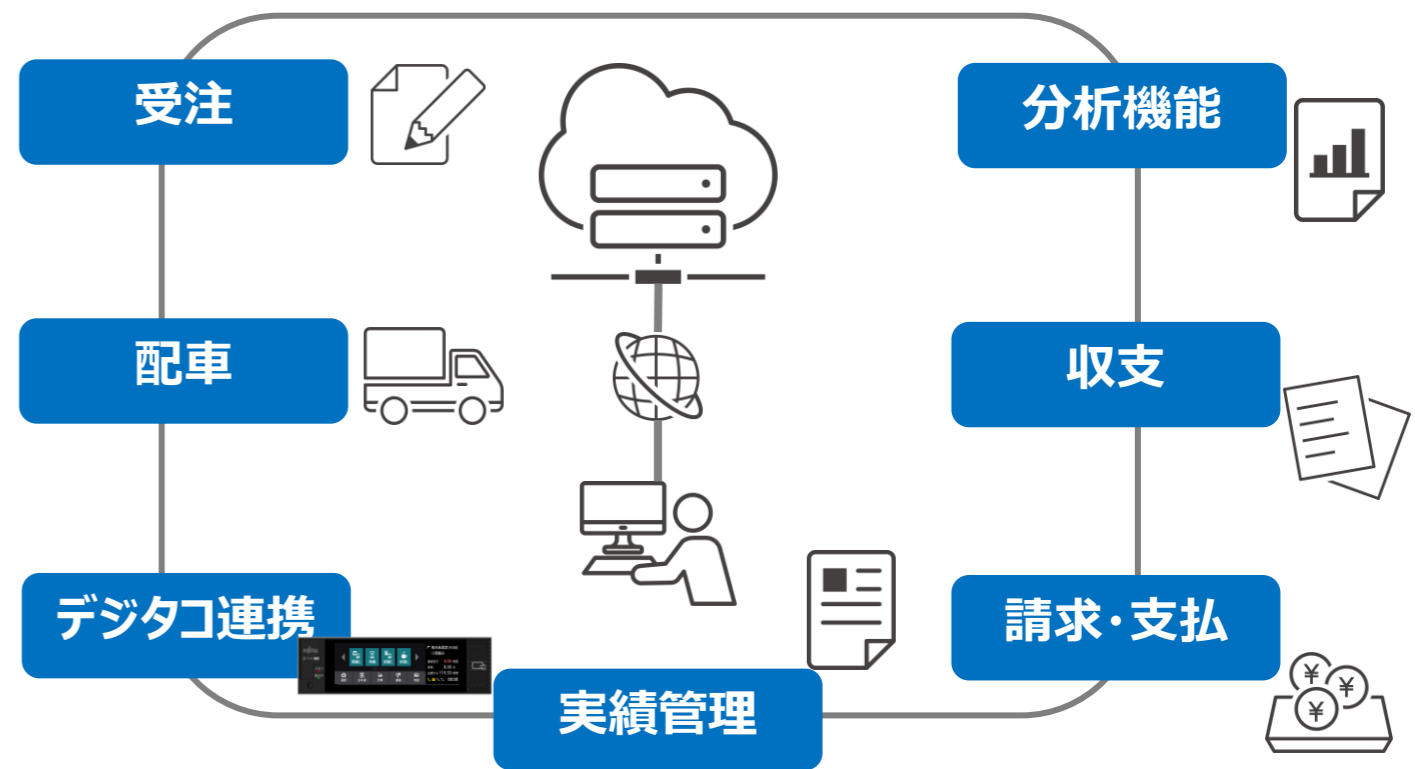 受注
分析機能
配車
収支
デジタコ連携
請求・支払
実績管理
¥
¥
¥